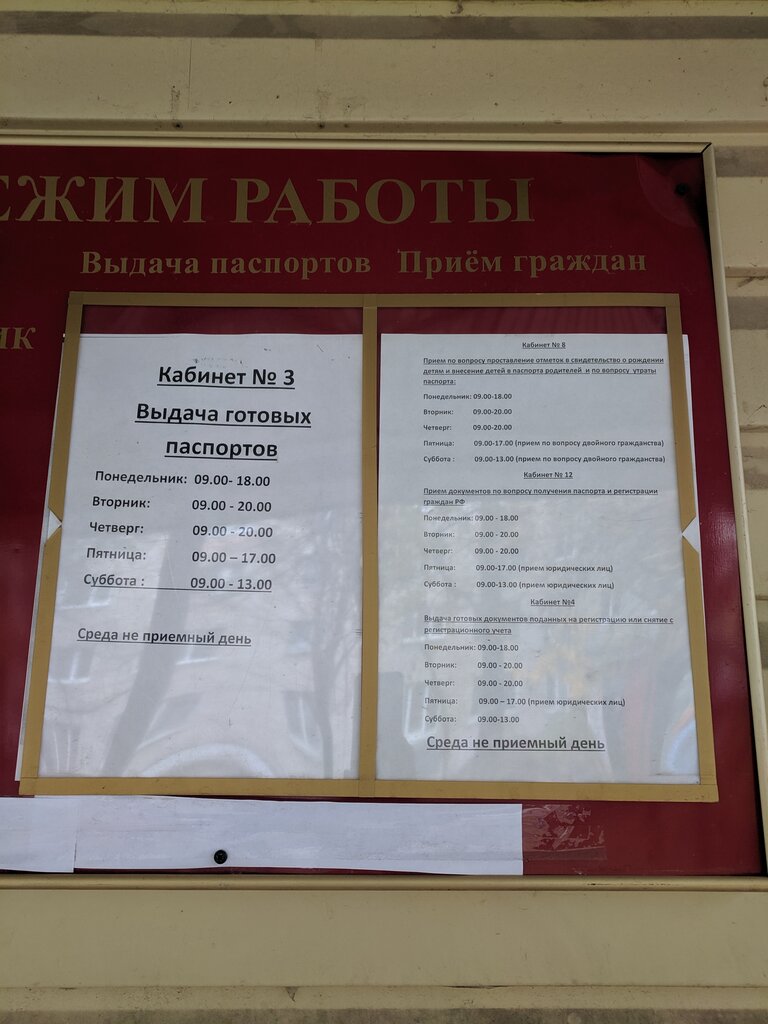 ЕЖИМ РАБОТЫ
Выдача паспортов Приём граждан
ик
Кабинет № 3
Выдача готовых
паспортов
Понедельник: 09.00- 18.00
Вторник: 09.00 - 20.00
Четверг: 09.00 - 20.00
Пятница: 09.00 – 17.00
Суббота : 09.00 - 13.00
Среда не приемный день
Кабинет № 8
Прием по вопросу проставление отметок в свидетельство о рождении
детям и внесение детей в паспорта родителей и по вопросу утраты
паспорта:
Понедельник: 09.00-18.00
Вторник: 09.00-20.00
Четверг: 09.00-20.00
Пятница: 09.00-17.00 (прием по вопросу двойного гражданства)
Суббота : 09.00-13.00 (прием по вопросу двойного гражданства)
Кабинет № 12
Прием документов по вопросу получения паспорта и регистрации
граждан РФ
Понедельник: 09.00 - 18.00
Вторник: 09.00 - 20.00
Четверг: 09.00 - 20.00
Пятница: 09.00-17.00 (прием юридических лиц)
Суббота : 09.00-13.00 (прием юридических лиц)
Кабинет №4
Выдача готовых документов поданных на регистрацию или снятие с
регистрационного учета
Понедельник: 09.00-18.00
Вторник: 09.00 - 20.00
Четверг: 09.00 - 20.00
Пятница: 09.00 – 17.00 (прием юридических лиц)
Суббота: 09.00-13.00
Среда не приемный день